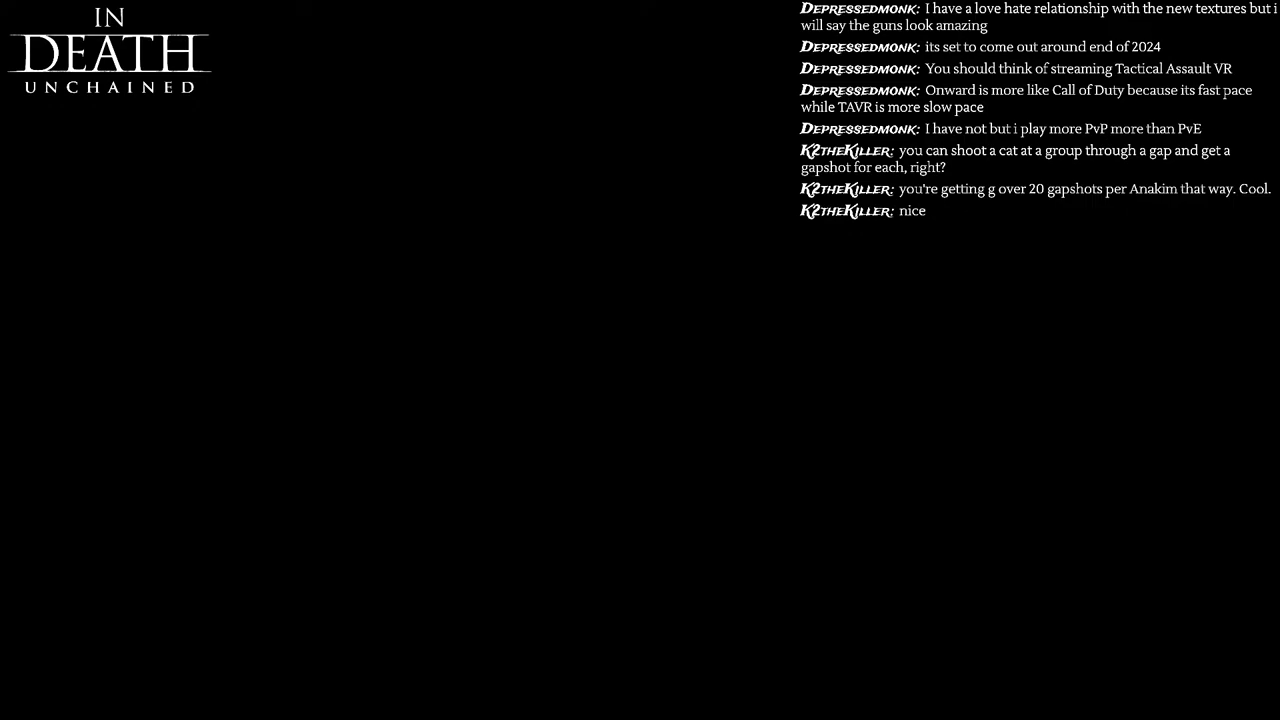 IN
DEATH
UNCHAINED
DEPRESSEDMONK: I have a love hate relationship with the new textures but i
will say the guns look amazing
DEPRESSEDMONK: its set to come out around end of 2024
DEPRESSEDMONK: You should think of streaming Tactical Assault VR
DEPRESSEDMONK: Onward is more like Call of Duty because its fast pace
while TAVR is more slow pace
DEPRESSEDMONK: I have not but i play more PvP more than PvE
K2THEKILLER: you can shoot a cat at a group through a gap and get a
gapshot for each, right?
K2THEKILLER: you're getting g over 20 gapshots per Anakim that way. Cool.
K2THEKILLER: nice